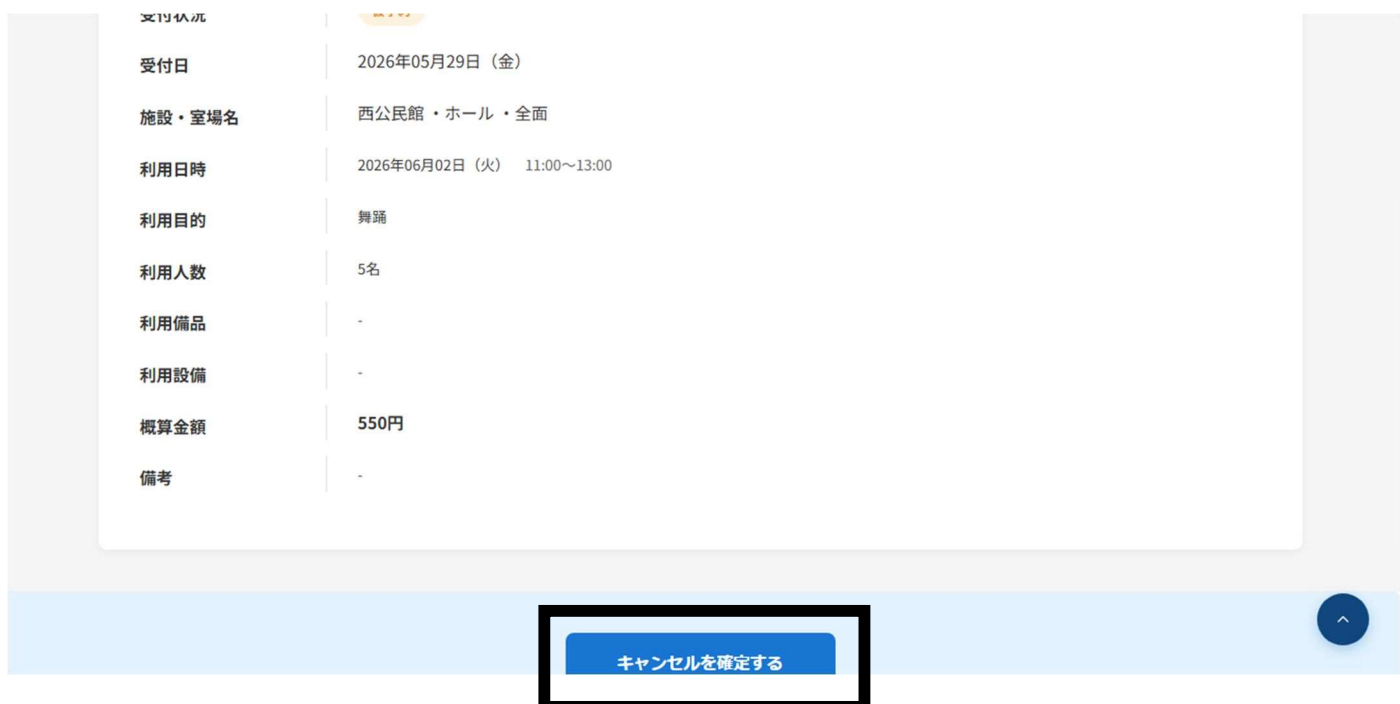 受付状況
受付日 2026年05月29日（金）
施設・室場名 西公民館 ・ホール ・全面
利用日時 2026年06月02日（火） 11:00～13:00
利用目的 舞踊
利用人数 5名
利用備品 -
利用設備 -
概算金額 550円
備考 -
キャンセルを確定する